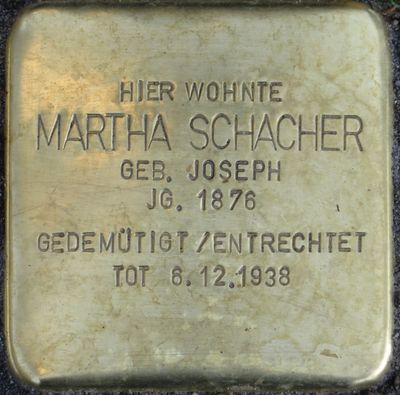 HIER WOHNTE
MARTHA SCHACHER
GEB. JOSEPH
JG. 1876
GEDEMÜTIGT/ENTRECHTET
TOT 6.12.1938